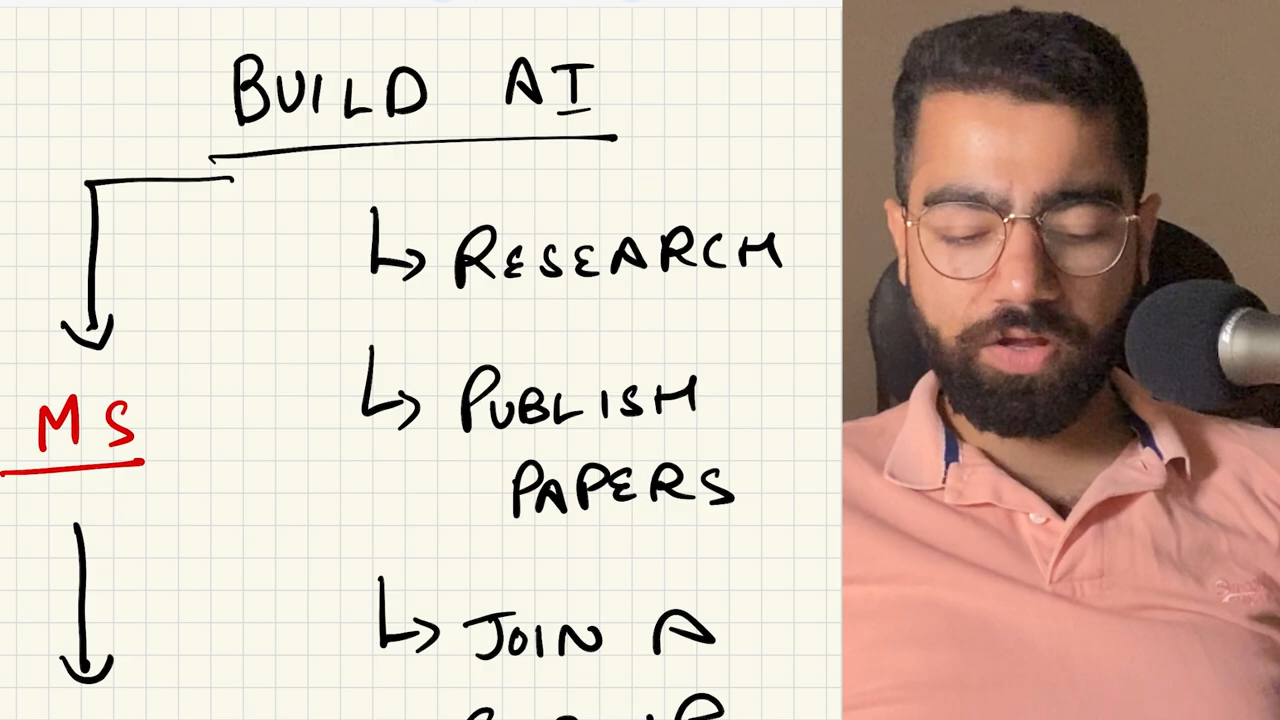 BUILD AI
RESEARCH
PUBLISH
PAPERS
MS
JOIN A